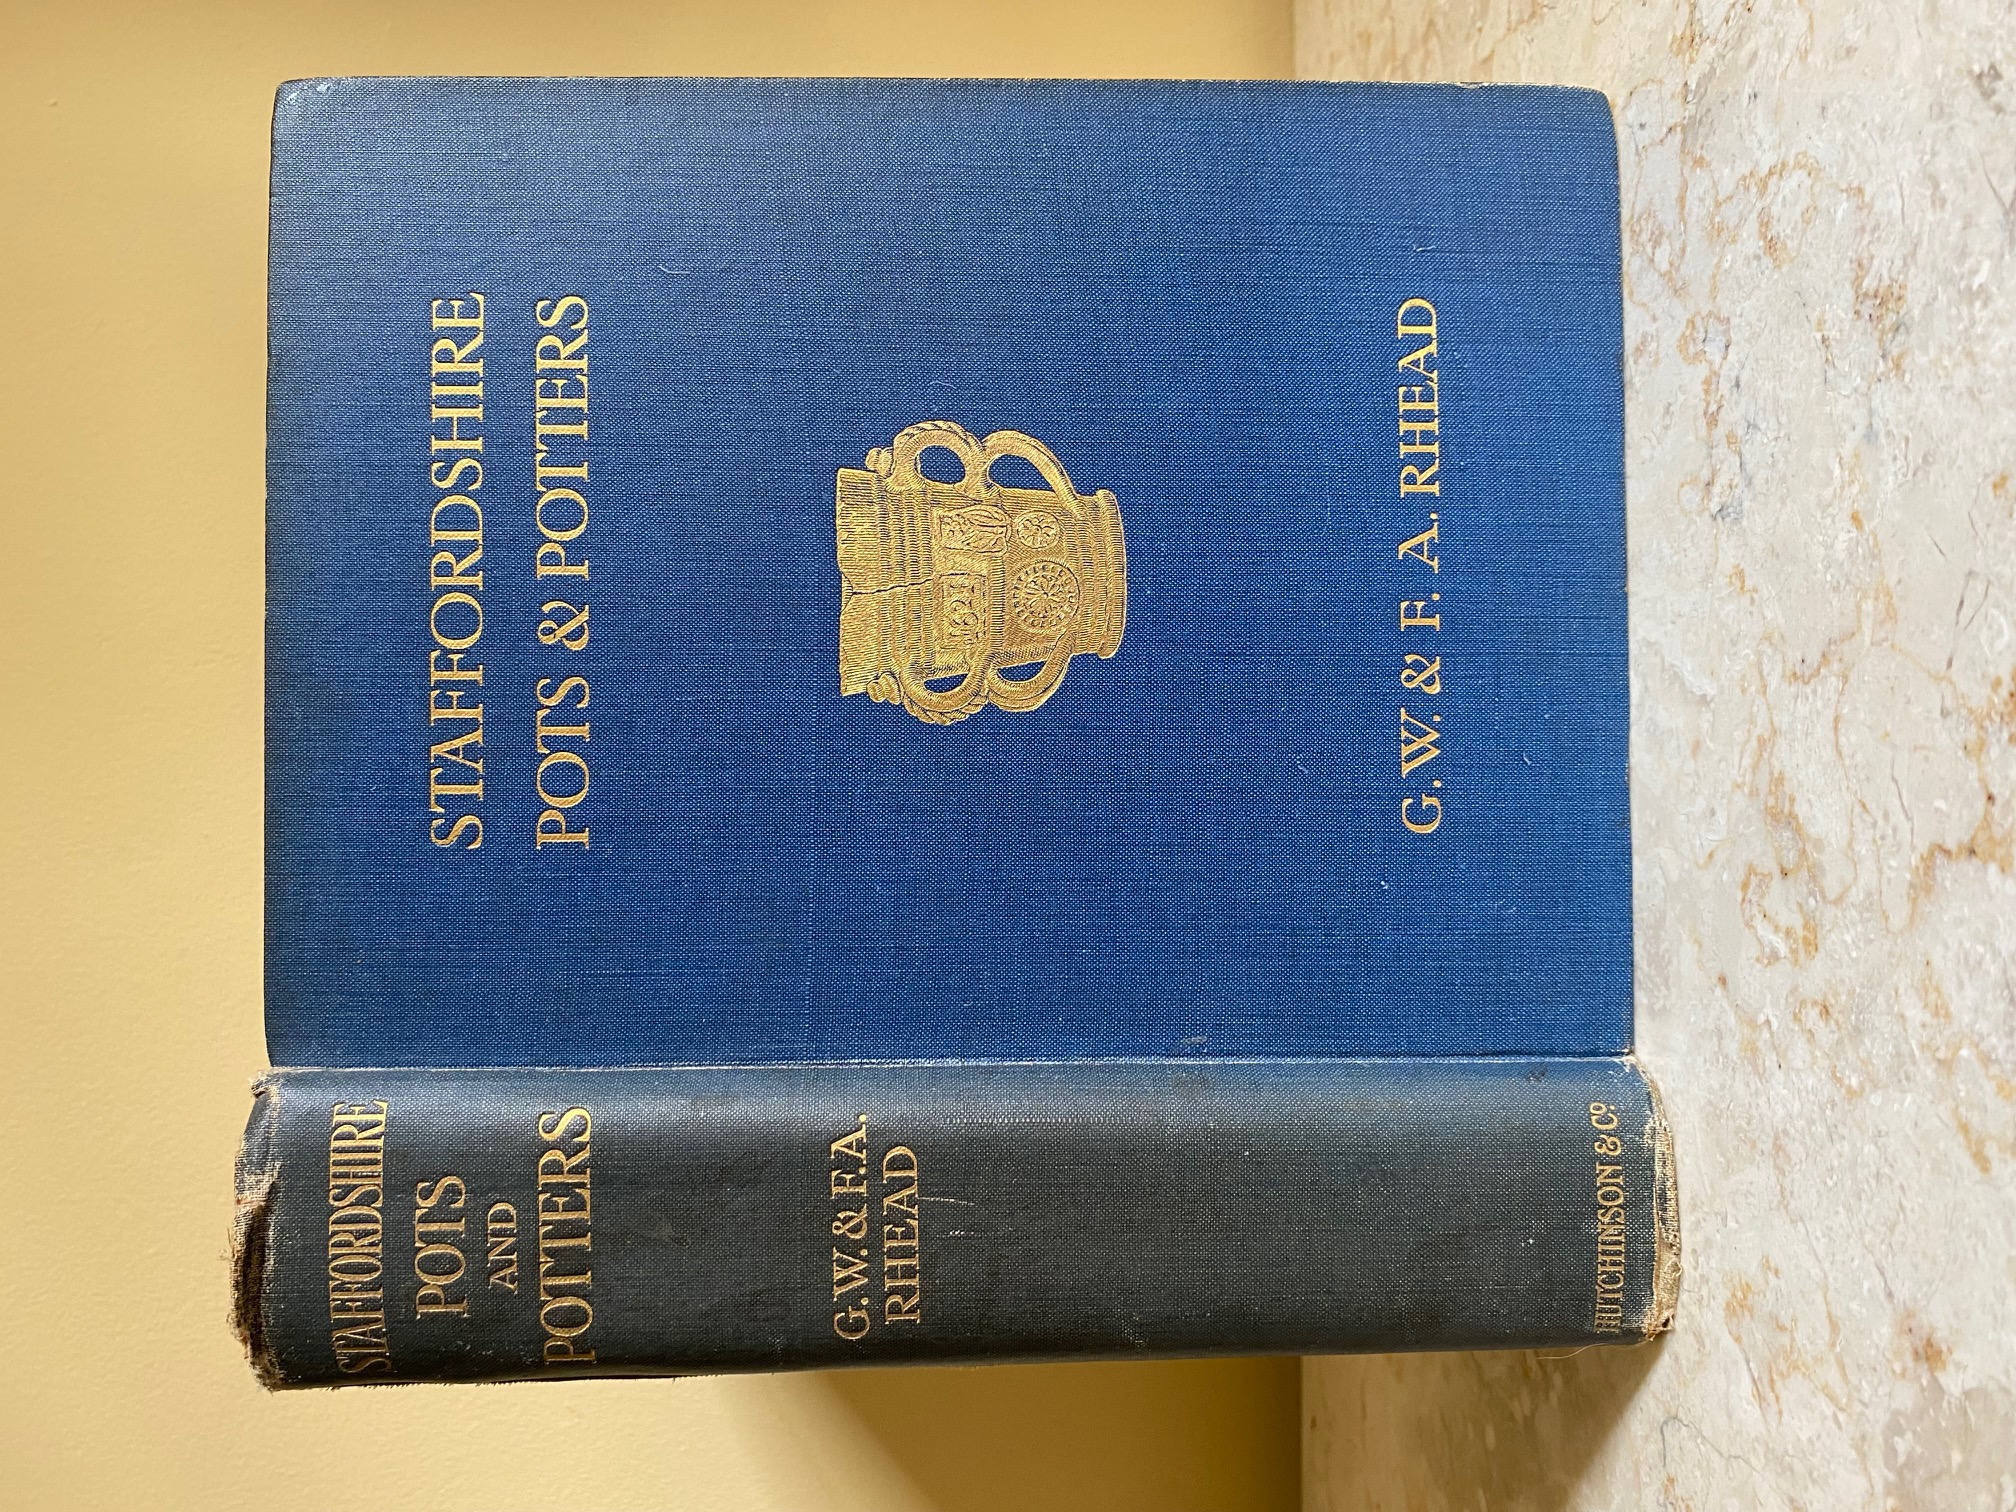 STAFFORDSHIRE
POTS & POTTERS
G. W. & F. A. RHEAD
STAFFORDSHIRE
POTS
AND
POTTERS
G. W. & F. A.
RHEAD
HUTCHINSON & Co.